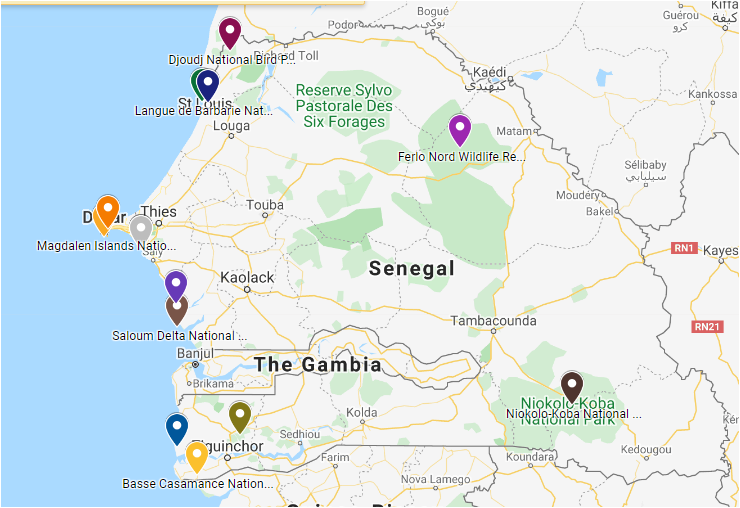 Bogué
بوكي
Guérou
كرو
Kiffa
كيفة
Podor
Djoudj National Bird P...
Richard Toll
Kaédi
كيهيدي
Reserve Sylvo
Pastorale Des
Six Forages
Kankossa
St Louis
Langue de Barbarie Nat...
Louga
Matam
Ferlo Nord Wildlife Re...
Sélibaby
سيليبابي
Moudéry
Bakel
Touba
Thies
Magdalen Islands Natio...
Saly
RN1
Kayes
Senegal
Kaolack
Saloum Delta National ...
Tambacounda
RN21
Banjul
The Gambia
Brikama
Niokolo-Koba
National Park
Niokolo-Koba National ...
Kolda
Sedhiou
Ziguinchor
Kedougou
Farim
Koundara
Basse Casamance Nation...
Nova Lamego